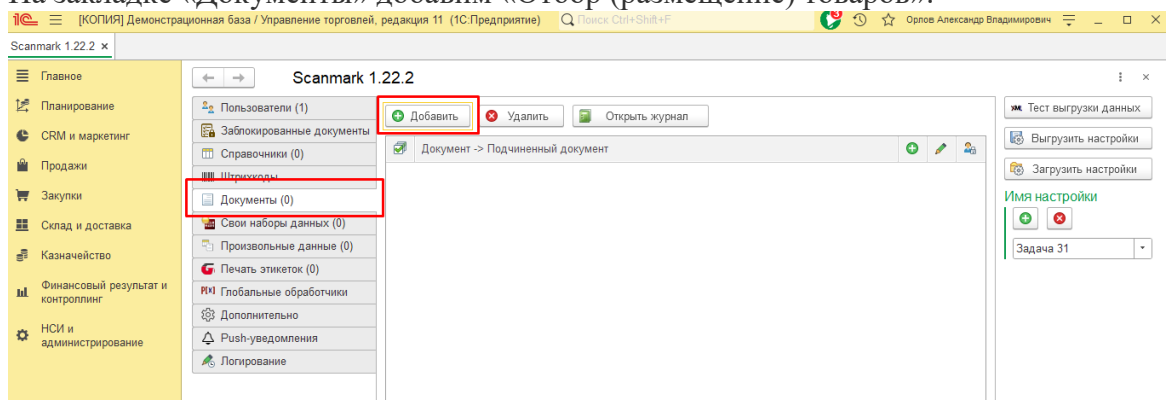 На закладке «Документы» добавим «Отбор (размещение) товаров».
[КОПИЯ] Демонстрационная база / Управление торговлей, редакция 11 (1С:Предприятие)
Поиск Ctrl+Shift+F
Орлов Александр Владимирович
Scanmark 1.22.2 ×
Главное
Планирование
CRM и маркетинг
Продажи
Закупки
Склад и доставка
Казначейство
Финансовый результат и
контроллинг
НСИ и
администрирование
Scanmark 1.22.2
Пользователи (1)
Заблокированные документы
Справочники (0)
Штрихкоды
Документы (0)
Свои наборы данных (0)
Произвольные данные (0)
Печать этикеток (0)
Глобальные обработчики
Дополнительно
Push-уведомления
Логирование
Добавить
Удалить
Открыть журнал
Документ -> Подчиненный документ
Тест выгрузки данных
Выгрузить настройки
Загрузить настройки
Имя настройки
Задача 31